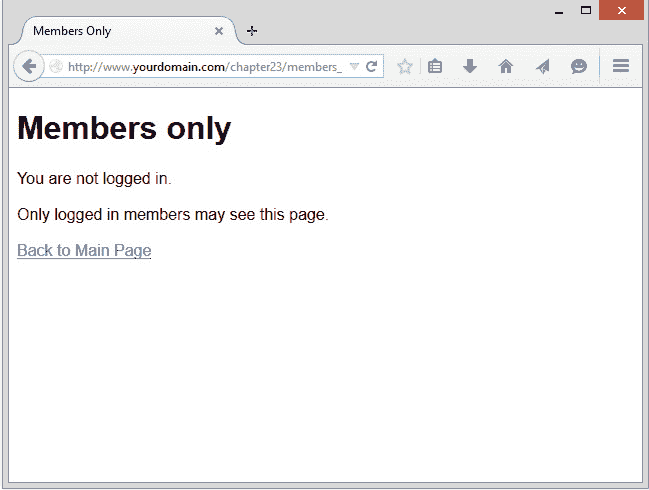 Members Only
http://www.yourdomain.com/chapter23/members_
Members only
You are not logged in.
Only logged in members may see this page.
Back to Main Page